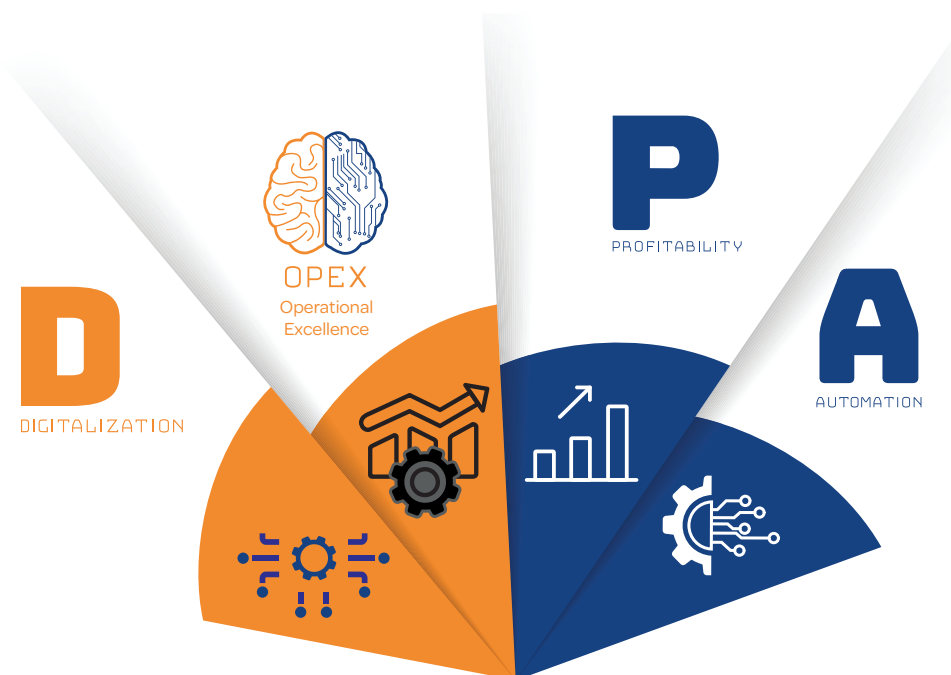 D
DIGITALIZATION
OPEX
Operational
Excellence
P
PROFITABILITY
A
AUTOMATION